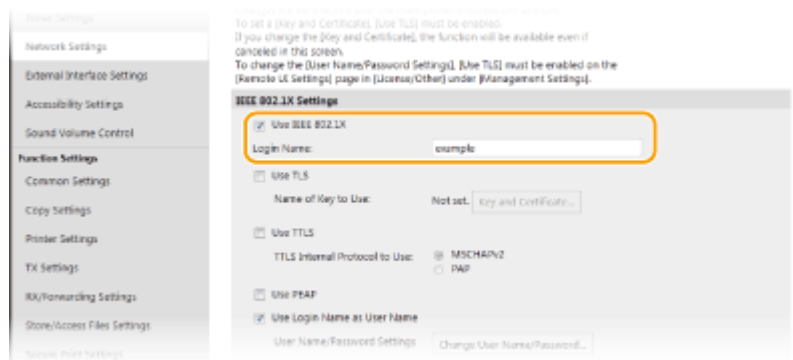 Timer Settings
Network Settings
External Interface Settings
Accessibility Settings
Sound Volume Control
Function Settings
Common Settings
Copy Settings
Printer Settings
TX Settings
RX/Forwarding Settings
Store/Access Files Settings
Secure Print Settings
To set a [Key and Certificate], [Use TLS] must be enabled.
If you change the [Key and Certificate], the function will be available even if
canceled in this screen.
To change the [User Name/Password Settings], [Use TLS] must be enabled on the
[Remote UI Settings] page in [License/Other] under [Management Settings].
IEEE 802.1X Settings
Use IEEE 802.1X
Login Name: example
Use TLS
Name of Key to Use: Not set. Key and Certificate...
Use TTLS
TTLS Internal Protocol to Use: MSCHAPv2
PAP
Use PEAP
Use Login Name as User Name
User Name/Password Settings Change User Name/Password...